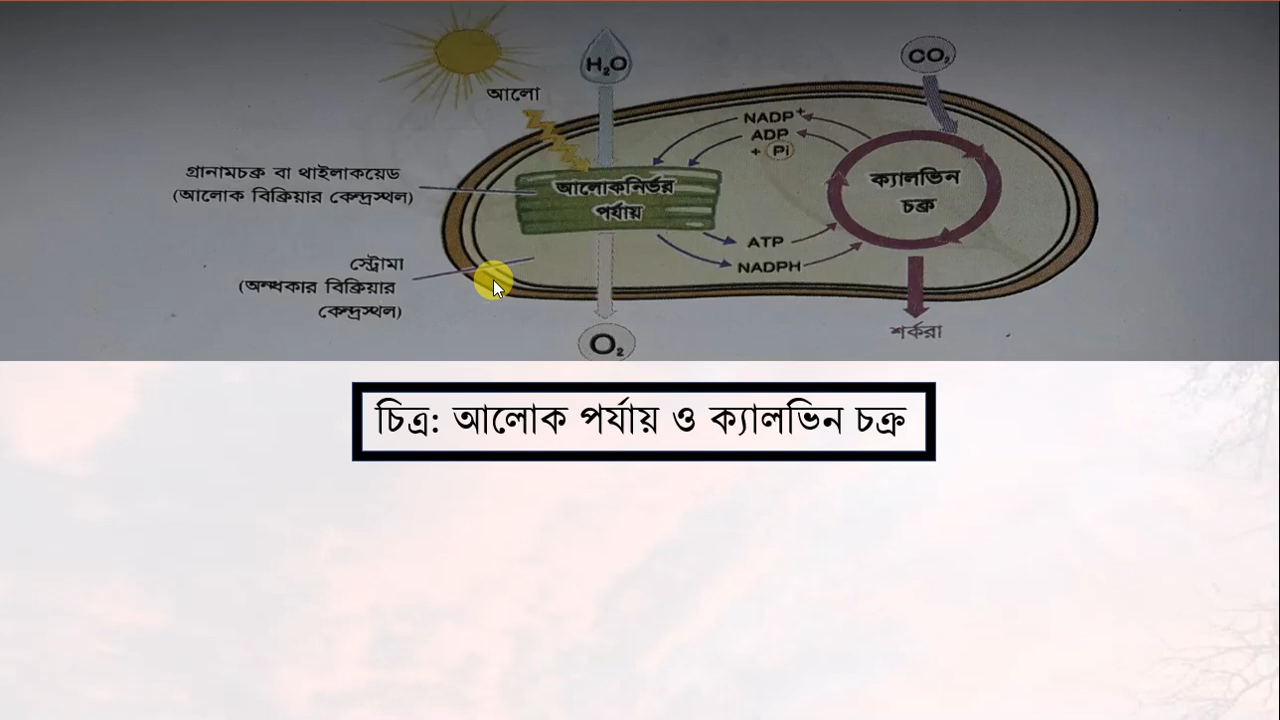 H₂O
CO₂
আলো
NADP⁺
ADP
+ Pi
গ্রানামচক্র বা থাইলাকয়েড
(আলোক বিক্রিয়ার কেন্দ্রস্থল)
আলোকনির্ভর
পর্যায়
ক্যালভিন
চক্র
ATP
NADPH
স্ট্রোমা
(অন্ধকার বিক্রিয়ার
কেন্দ্রস্থল)
শর্করা
O₂
চিত্র: আলোক পর্যায় ও ক্যালভিন চক্র